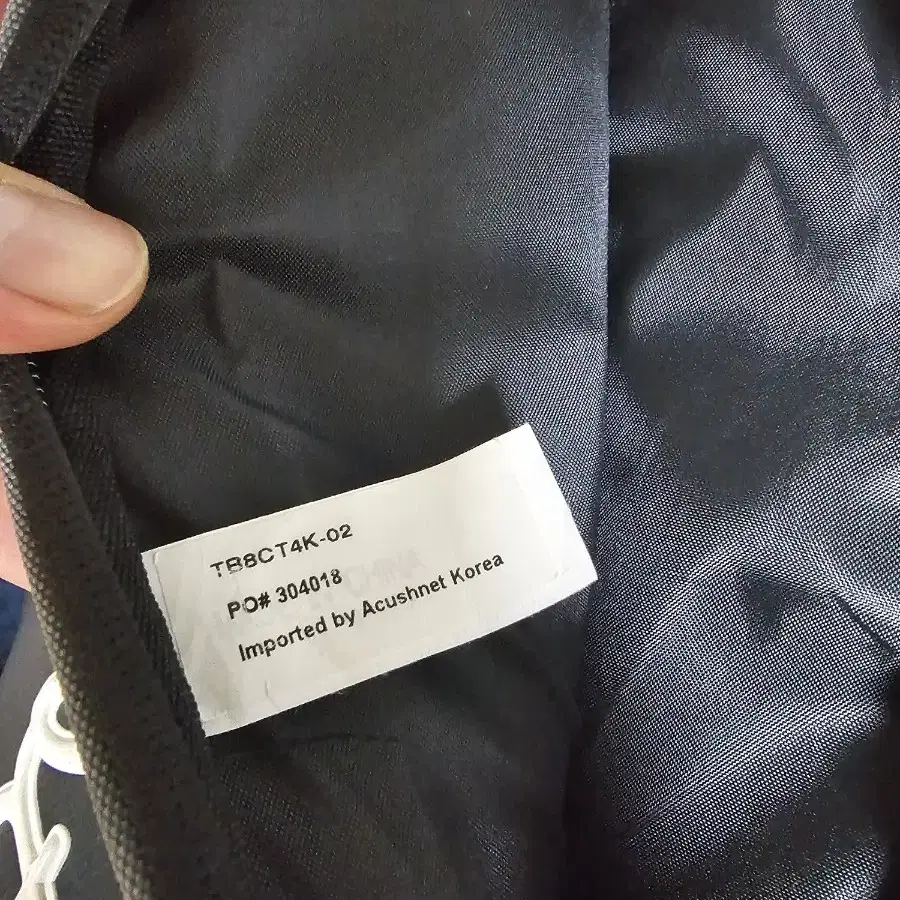 TB8CT4K-02
PO# 304018
Imported by Acushnet Korea